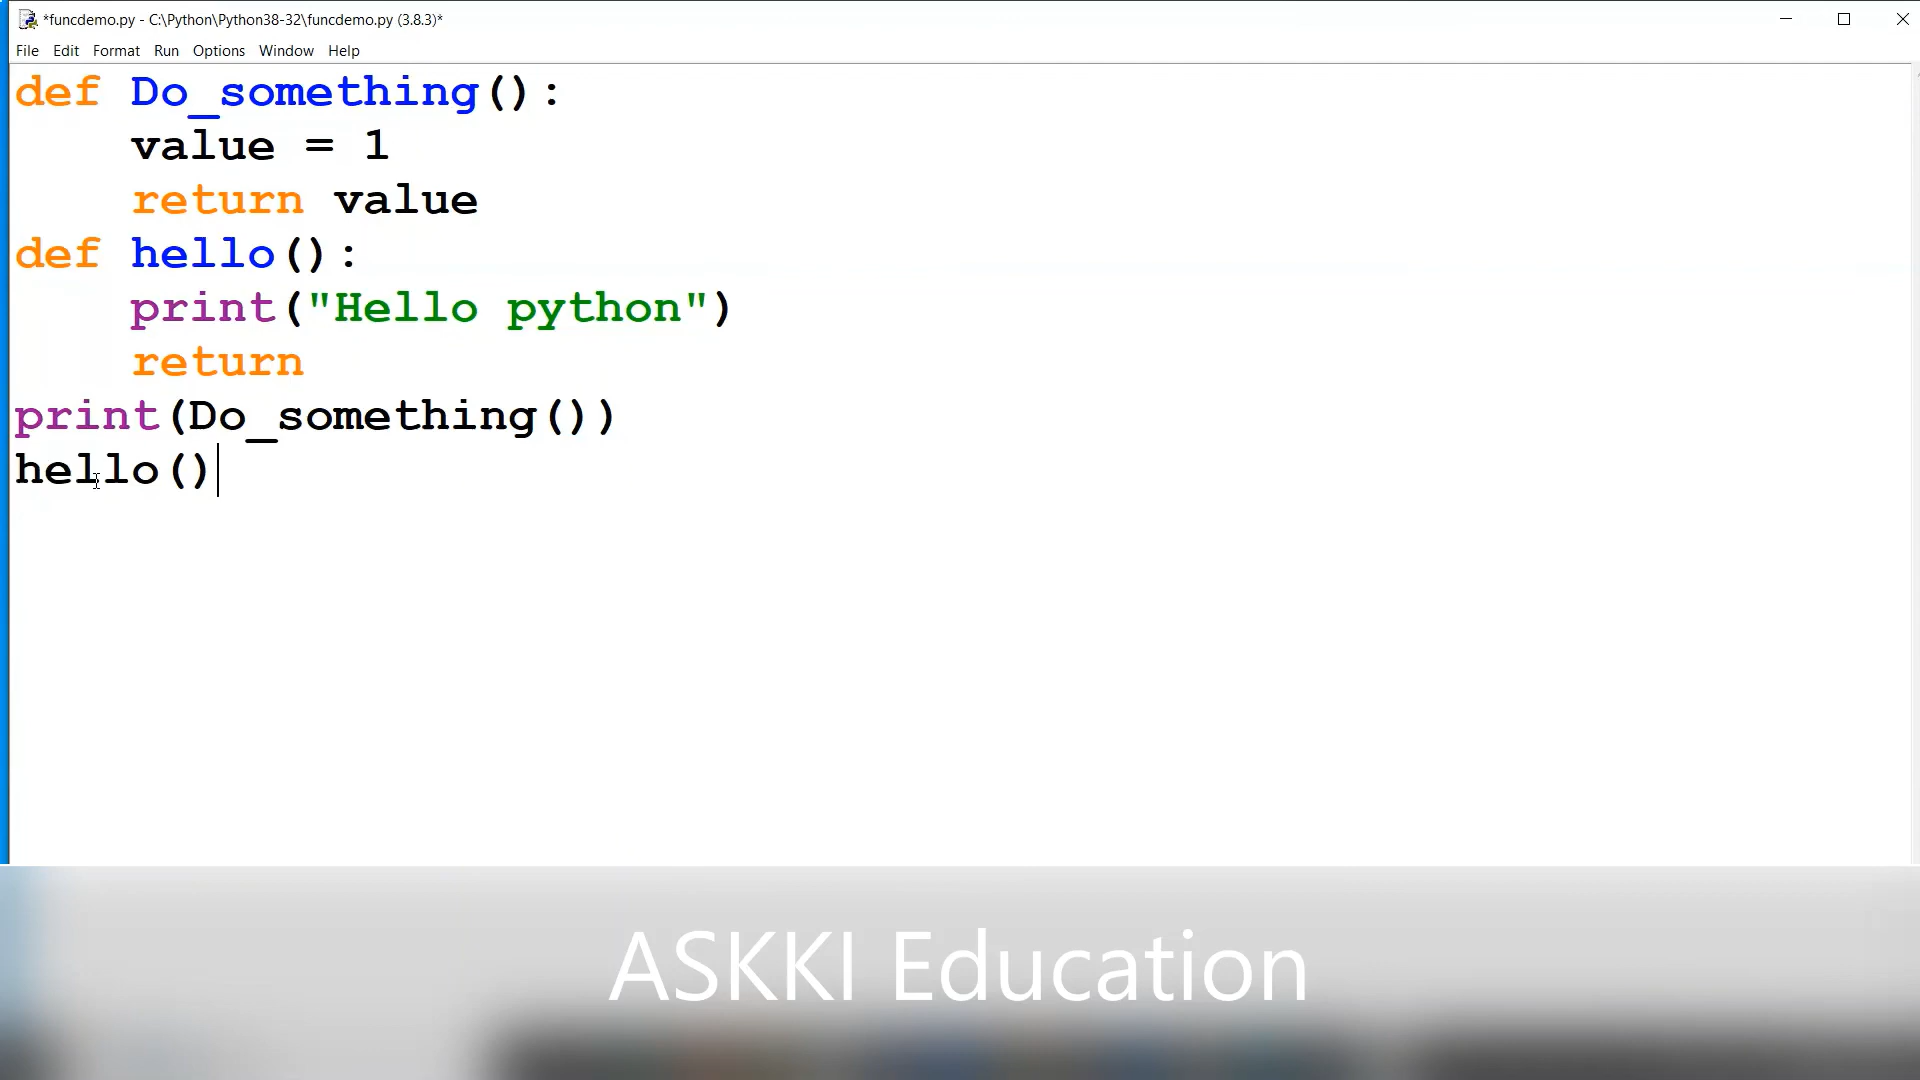 *funcdemo.py - C:\Python\Python38-32\funcdemo.py (3.8.3)*
File Edit Format Run Options Window Help
def Do_something():
    value = 1
    return value
def hello():
    print("Hello python")
    return
print(Do_something())
hello()
ASKKI Education